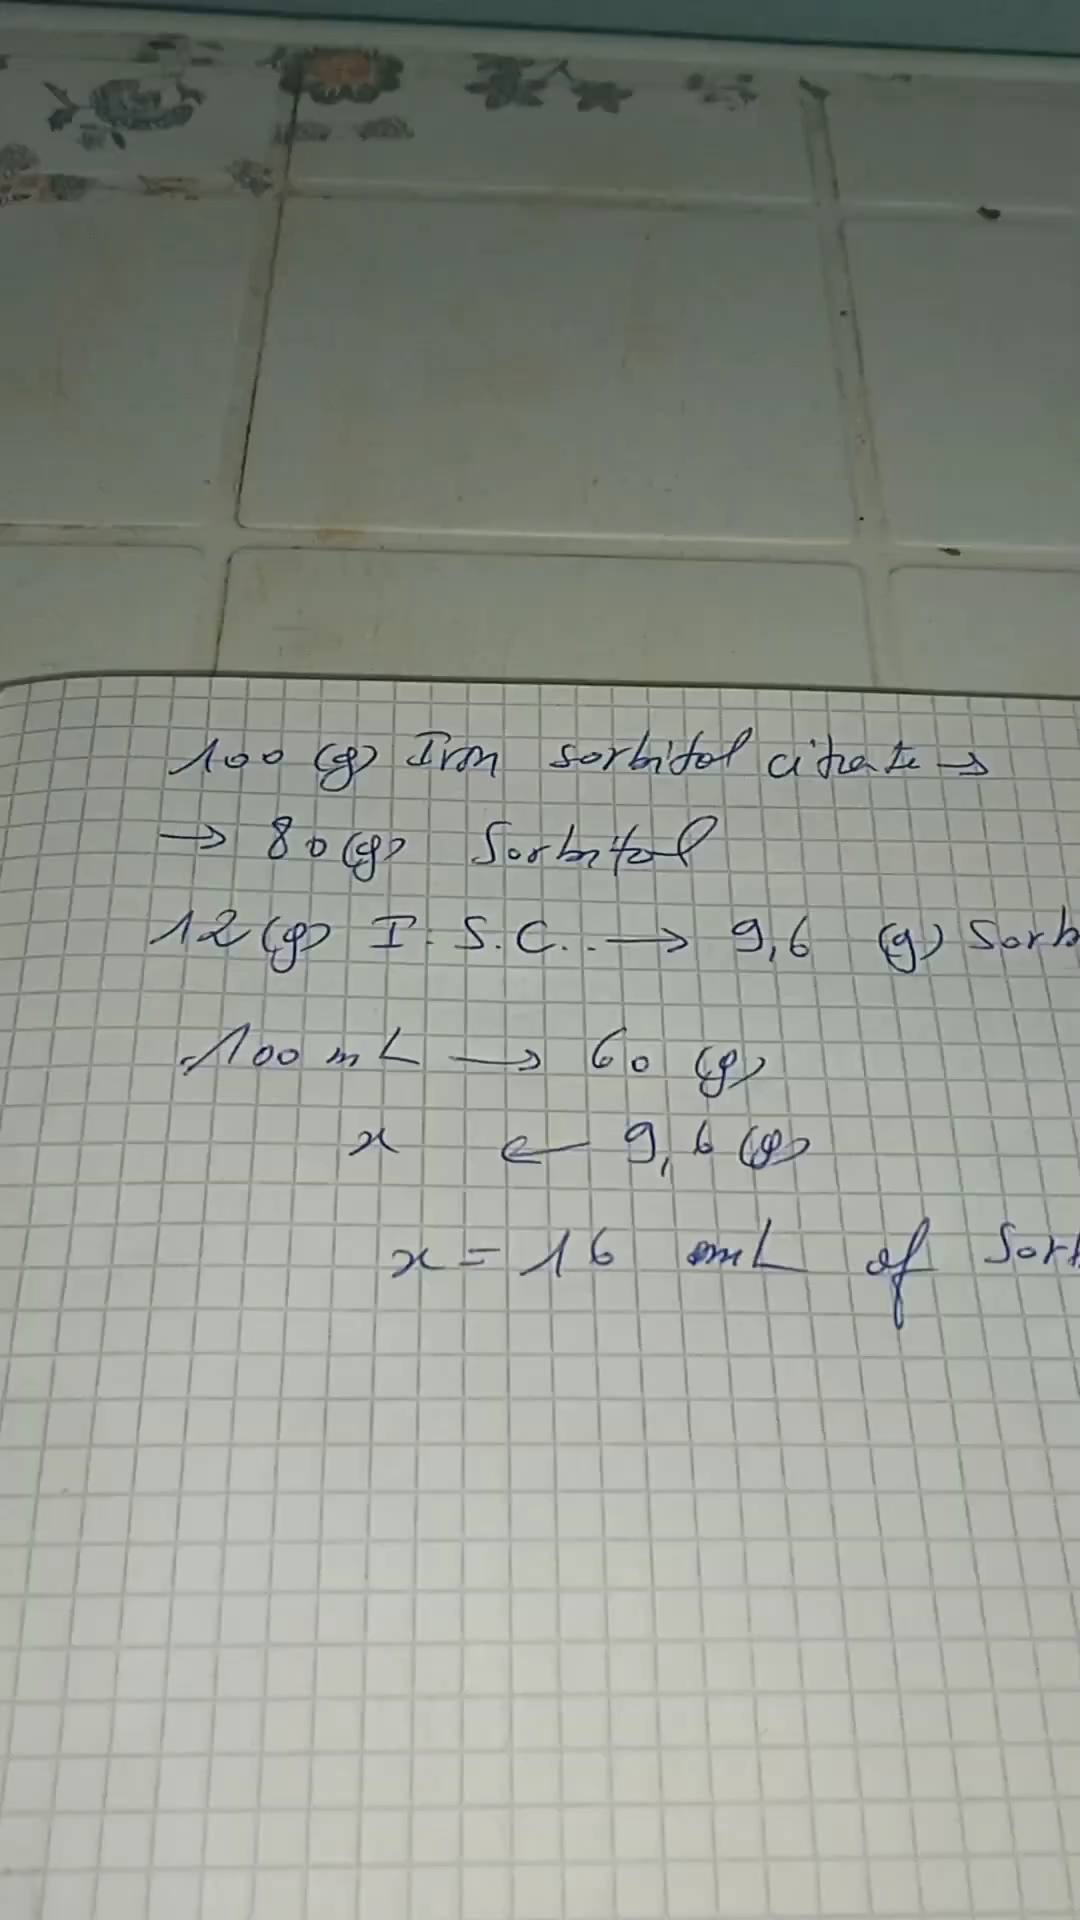 100 (g) Iron sorbitol citrate →
→ 80 (g) Sorbitol
12 (g) I.S.C.. → 9,6 (g) Sorb
100 mL → 60 (g)
x ← 9,6 (g)
x = 16 mL of Sor